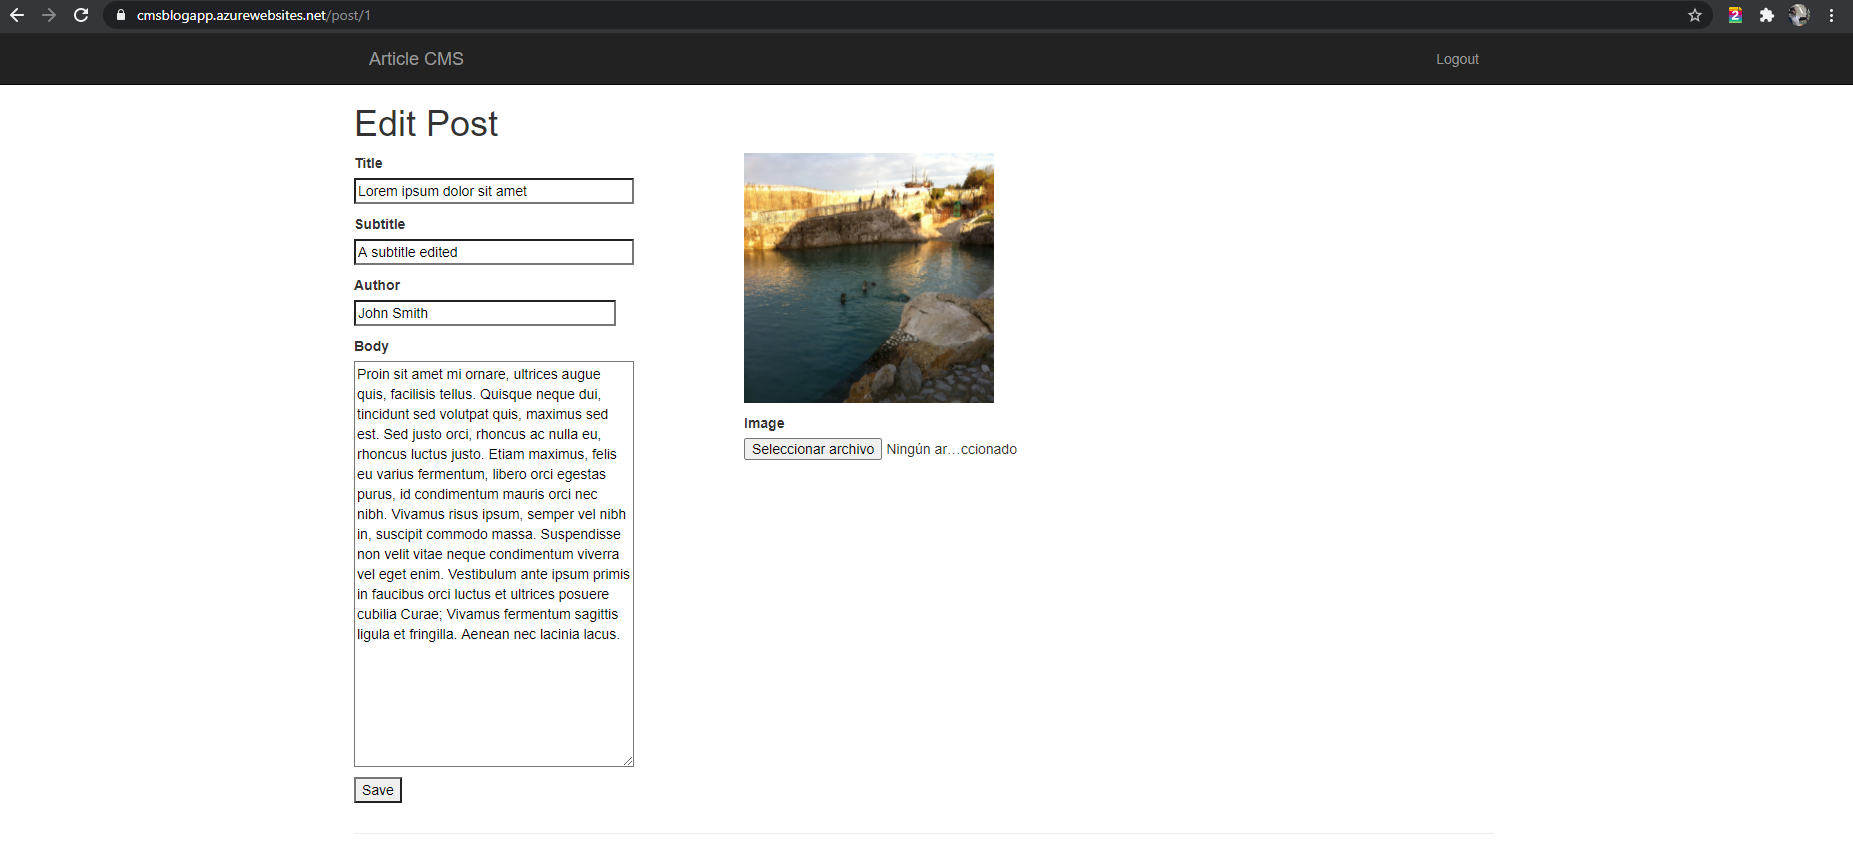 cmsblogapp.azurewebsites.net/post/1
2
Article CMS
Logout
Edit Post
Title
Lorem ipsum dolor sit amet
Subtitle
A subtitle edited
Author
John Smith
Body
Proin sit amet mi ornare, ultrices augue
quis, facilisis tellus. Quisque neque dui,
tincidunt sed volutpat quis, maximus sed
est. Sed justo orci, rhoncus ac nulla eu,
rhoncus luctus justo. Etiam maximus, felis
eu varius fermentum, libero orci egestas
purus, id condimentum mauris orci nec
nibh. Vivamus risus ipsum, semper vel nibh
in, suscipit commodo massa. Suspendisse
non velit vitae neque condimentum viverra
vel eget enim. Vestibulum ante ipsum primis
in faucibus orci luctus et ultrices posuere
cubilia Curae; Vivamus fermentum sagittis
ligula et fringilla. Aenean nec lacinia lacus.
Save
Image
Seleccionar archivo Ningún ar…ccionado